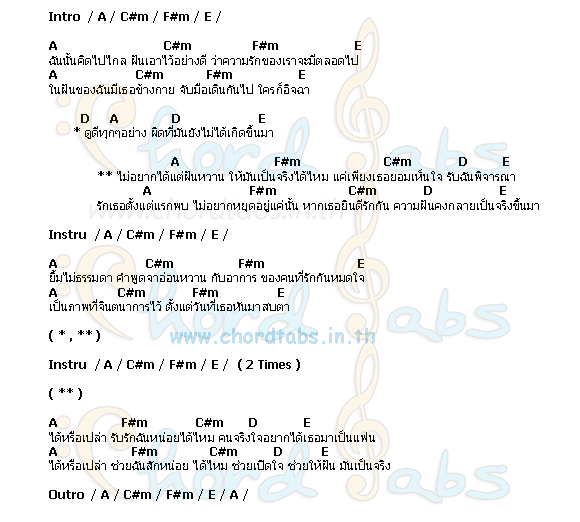 Intro / A / C#m / F#m / E /
A C#m F#m E
ฉันนั้นคิดไปไกล ฝันเอาไว้อย่างดี ว่าความรักของเราจะมีตลอดไป
A C#m F#m E
ในฝันของฉันมีเธอข้างกาย จับมือเดินกันไป ใครก็อิจฉา
D A D E
* ดูดีทุกๆอย่าง ผิดที่มันยังไม่ได้เกิดขึ้นมา
A F#m C#m D E
** ไม่อยากได้แต่ฝันหวาน ให้มันเป็นจริงได้ไหม แค่เพียงเธอยอมเห็นใจ รับฉันพิจารณา
A F#m C#m D E
รักเธอตั้งแต่แรกพบ ไม่อยากหยุดอยู่แค่นั้น หากเธอยินดีรักกัน ความฝันคงกลายเป็นจริงขึ้นมา
Instru / A / C#m / F#m / E /
A C#m F#m E
ยิ้มไม่ธรรมดา คำพูดจาอ่อนหวาน กับอาการ ของคนที่รักกันหมดใจ
A C#m F#m E
เป็นภาพที่จินตนาการไว้ ตั้งแต่วันที่เธอหันมาสบตา
( * , ** )
www.chordtabs.in.th
Instru / A / C#m / F#m / E / ( 2 Times )
( ** )
A F#m C#m D E
ได้หรือเปล่า รับรักฉันหน่อยได้ไหม คนจริงใจอยากได้เธอมาเป็นแฟน
A F#m C#m D E
ได้หรือเปล่า ช่วยฉันสักหน่อย ได้ไหม ช่วยเปิดใจ ช่วยให้ฝัน มันเป็นจริง
Outro / A / C#m / F#m / E / A /